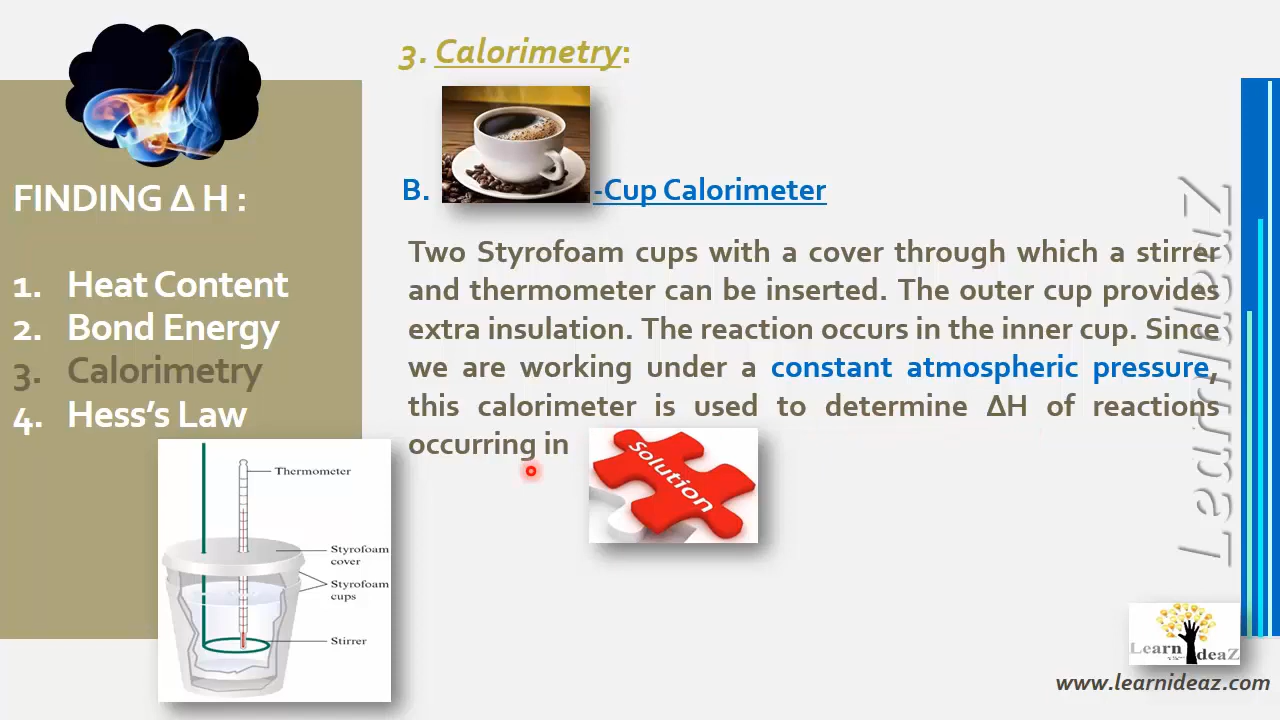 3. Calorimetry:
B.
-Cup Calorimeter
FINDING Δ H :
1. Heat Content
2. Bond Energy
3. Calorimetry
4. Hess's Law
Two Styrofoam cups with a cover through which a stirrer
and thermometer can be inserted. The outer cup provides
extra insulation. The reaction occurs in the inner cup. Since
we are working under a constant atmospheric pressure,
this calorimeter is used to determine ΔH of reactions
occurring in
Solution
Thermometer
Styrofoam
cover
Styrofoam
cups
Stirrer
Learn
deaZ
www.learnideaz.com